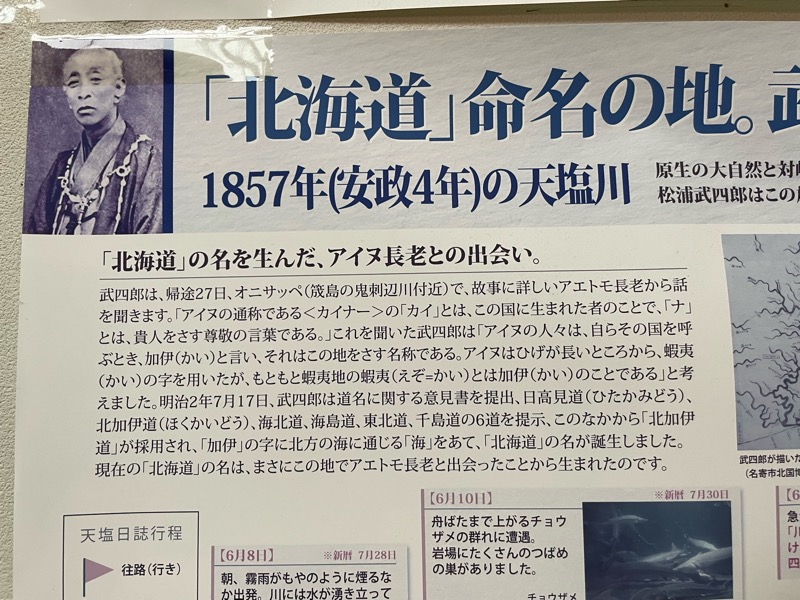 「北海道」命名の地。武
1857年(安政4年)の天塩川
原生の大自然と対峙
松浦武四郎はこの
「北海道」の名を生んだ、アイヌ長老との出会い。
武四郎は、帰途27日、オニサッペ(筬島の鬼刺辺川付近)で、故事に詳しいアエトモ長老から話
を聞きます。「アイヌの通称である<カイナー>の「カイ」とは、この国に生まれた者のことで、「ナ」
とは、貴人をさす尊敬の言葉である。」これを聞いた武四郎は「アイヌの人々は、自らその国を呼
ぶとき、加伊(かい)と言い、それはこの地をさす名称である。アイヌはひげが長いところから、蝦夷
(かい)の字を用いたが、もともと蝦夷地の蝦夷(えぞ=かい)とは加伊(かい)のことである」と考
えました。明治2年7月17日、武四郎は道名に関する意見書を提出、日高見道(ひたかみどう)、
北加伊道(ほくかいどう)、海北道、海島道、東北道、千島道の6道を提示、このなかから「北加伊
道」が採用され、「加伊」の字に北方の海に通じる「海」をあて、「北海道」の名が誕生しました。
現在の「北海道」の名は、まさにこの地でアエトモ長老と出会ったことから生まれたのです。
武四郎が描いた
(名寄市北国博
天塩日誌行程
往路(行き)
【6月8日】
※新暦 7月28日
朝、霧雨がもやのように煙るな
か出発。川には水が湧き立って
【6月10日】
※新暦 7月30日
舟ばたまで上がるチョウ
ザメの群れに遭遇。
岩場にたくさんのつばめ
の巣がありました。
チョウザメ
【6
急
「川
け
四